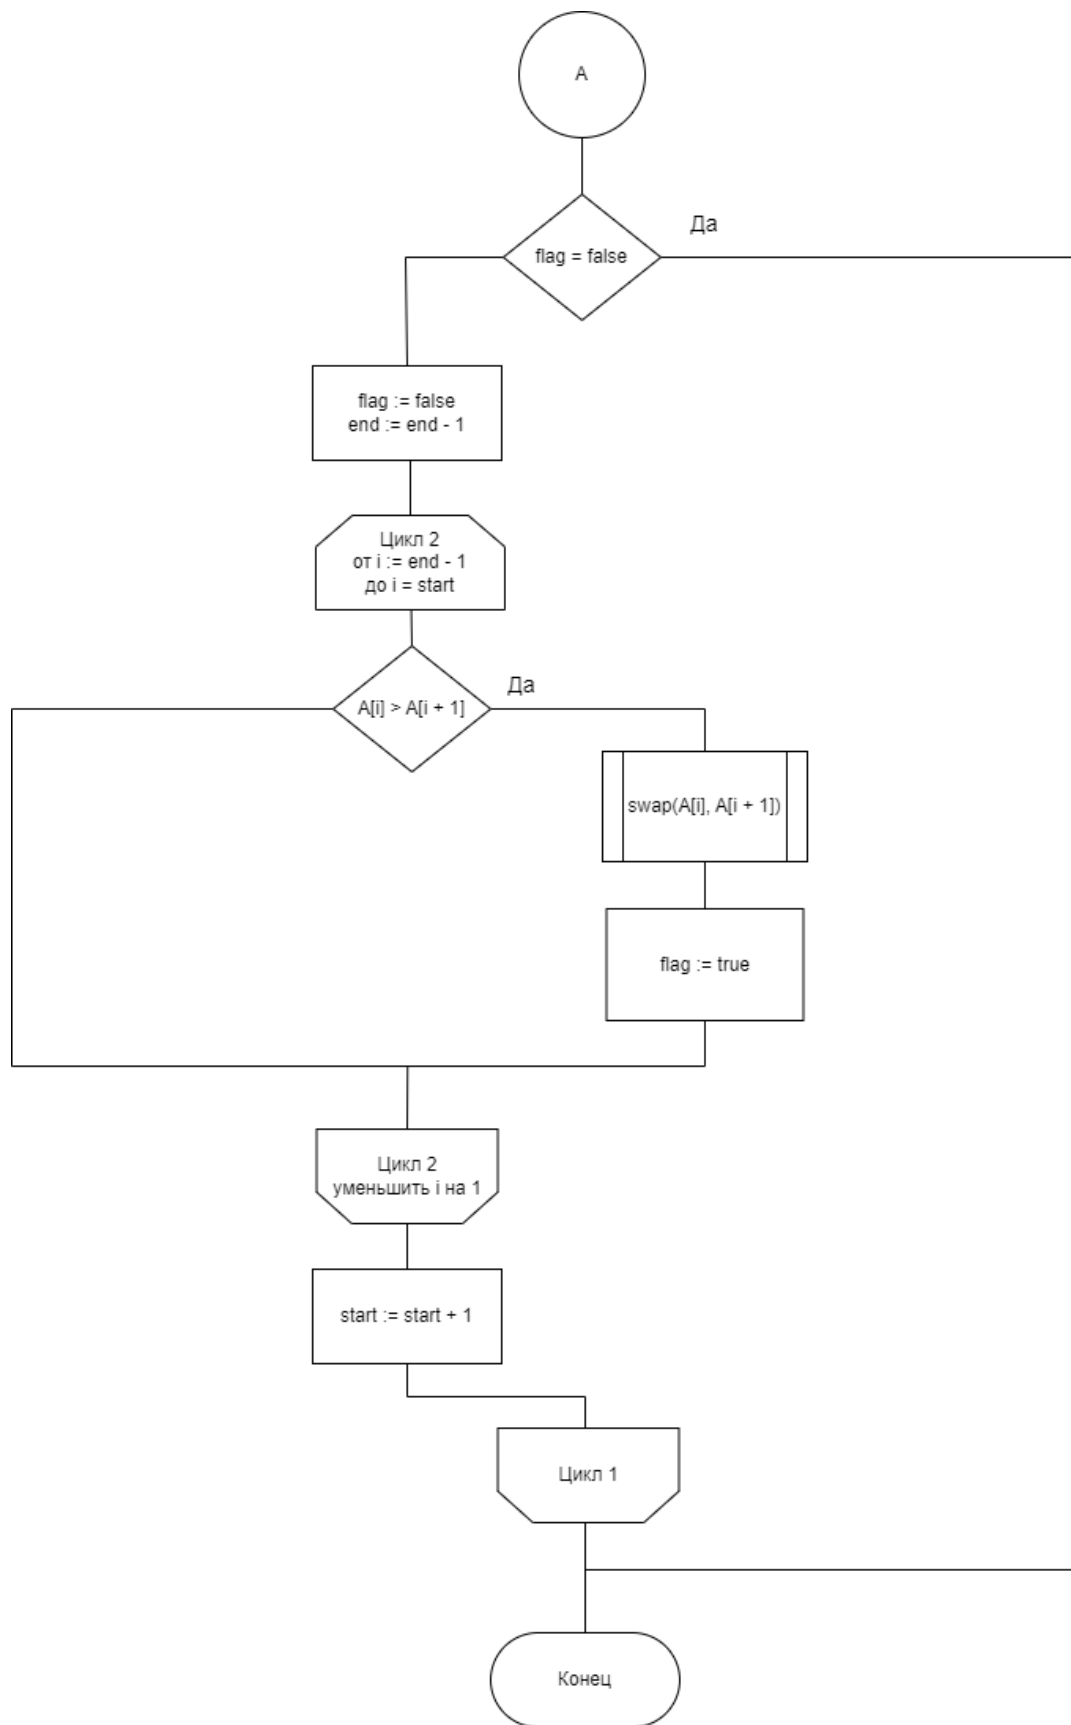 A
Да
flag = false
flag := false
end := end - 1
Цикл 2
от i := end - 1
до i = start
Да
A[i] > A[i + 1]
swap(A[i], A[i + 1])
flag := true
Цикл 2
уменьшить i на 1
start := start + 1
Цикл 1
Конец